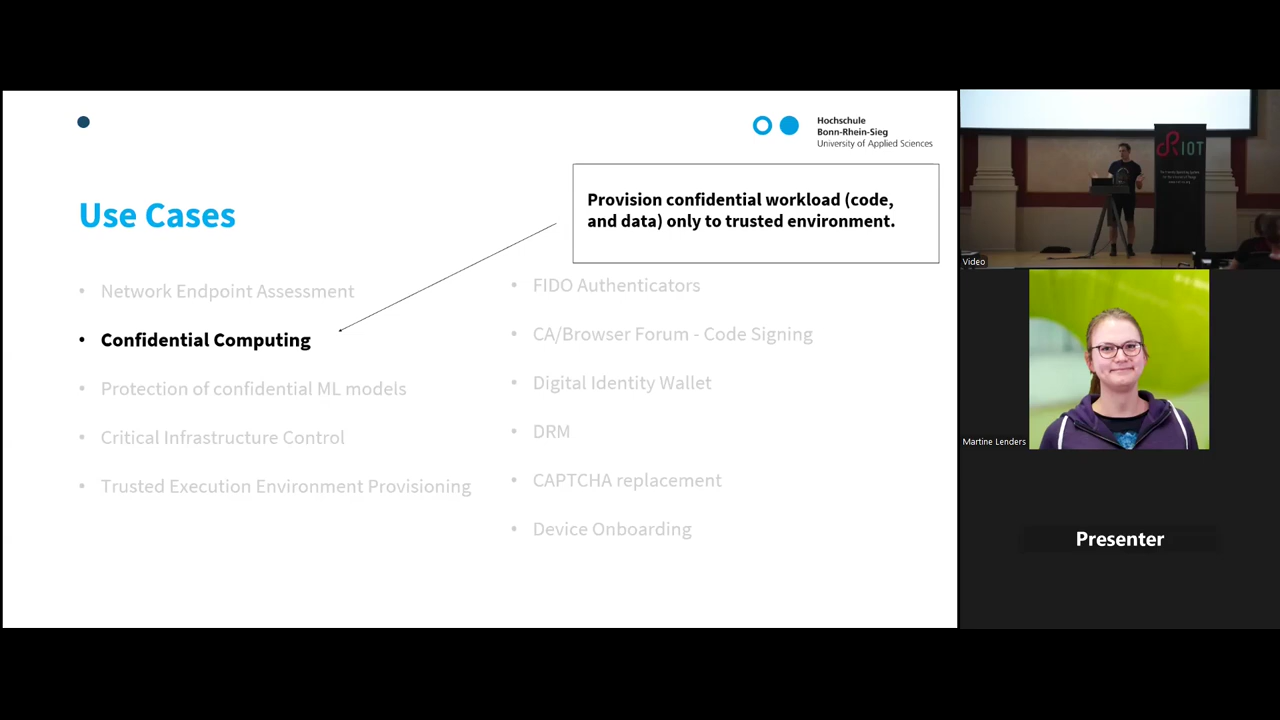 Hochschule
Bonn-Rhein-Sieg
University of Applied Sciences
Use Cases
Provision confidential workload (code,
and data) only to trusted environment.
• Network Endpoint Assessment
• Confidential Computing
• Protection of confidential ML models
• Critical Infrastructure Control
• Trusted Execution Environment Provisioning
• FIDO Authenticators
• CA/Browser Forum - Code Signing
• Digital Identity Wallet
• DRM
• CAPTCHA replacement
• Device Onboarding
RIOT
Video
Martine Lenders
Presenter